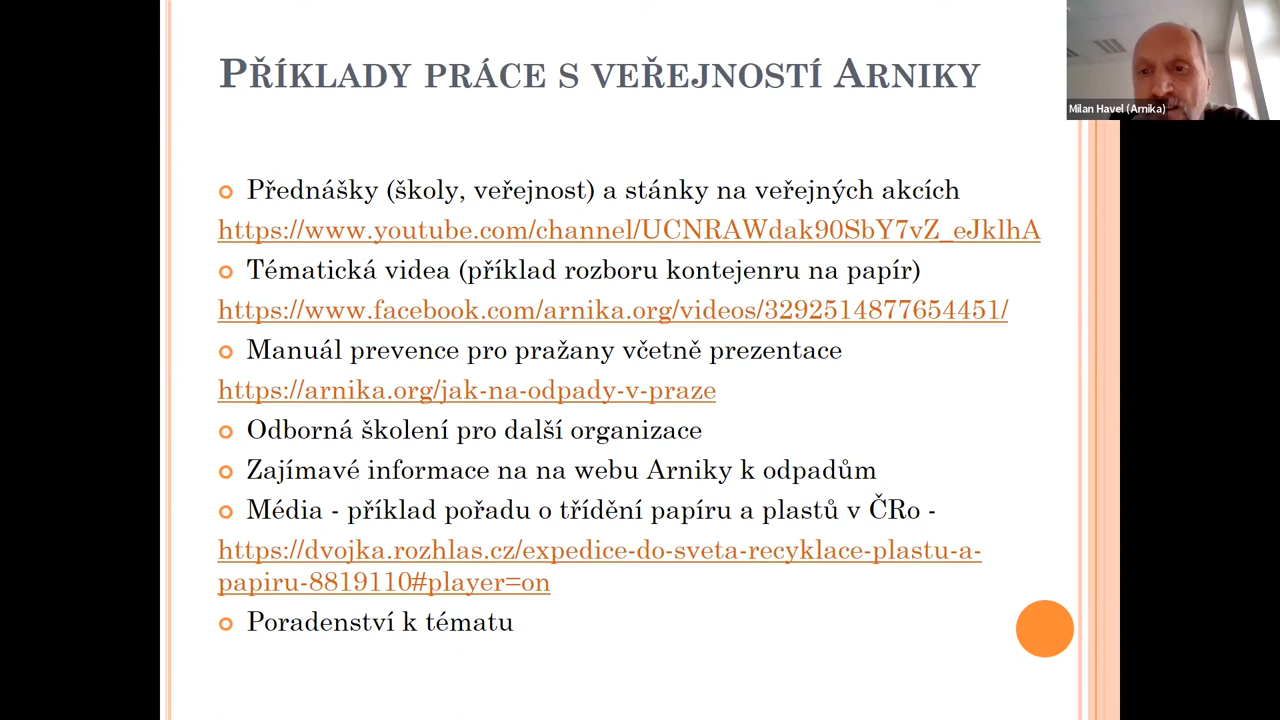 Příklady práce s veřejností Arniky
Milan Havel (Arnika)
Přednášky (školy, veřejnost) a stánky na veřejných akcích
https://www.youtube.com/channel/UCNRAWdak90SbY7vZ_eJklhA
Tématická videa (příklad rozboru kontejenru na papír)
https://www.facebook.com/arnika.org/videos/3292514877654451/
Manuál prevence pro pražany včetně prezentace
https://arnika.org/jak-na-odpady-v-praze
Odborná školení pro další organizace
Zajímavé informace na na webu Arniky k odpadům
Média - příklad pořadu o třídění papíru a plastů v ČRo -
https://dvojka.rozhlas.cz/expedice-do-sveta-recyklace-plastu-a-
papiru-8819110#player=on
Poradenství k tématu